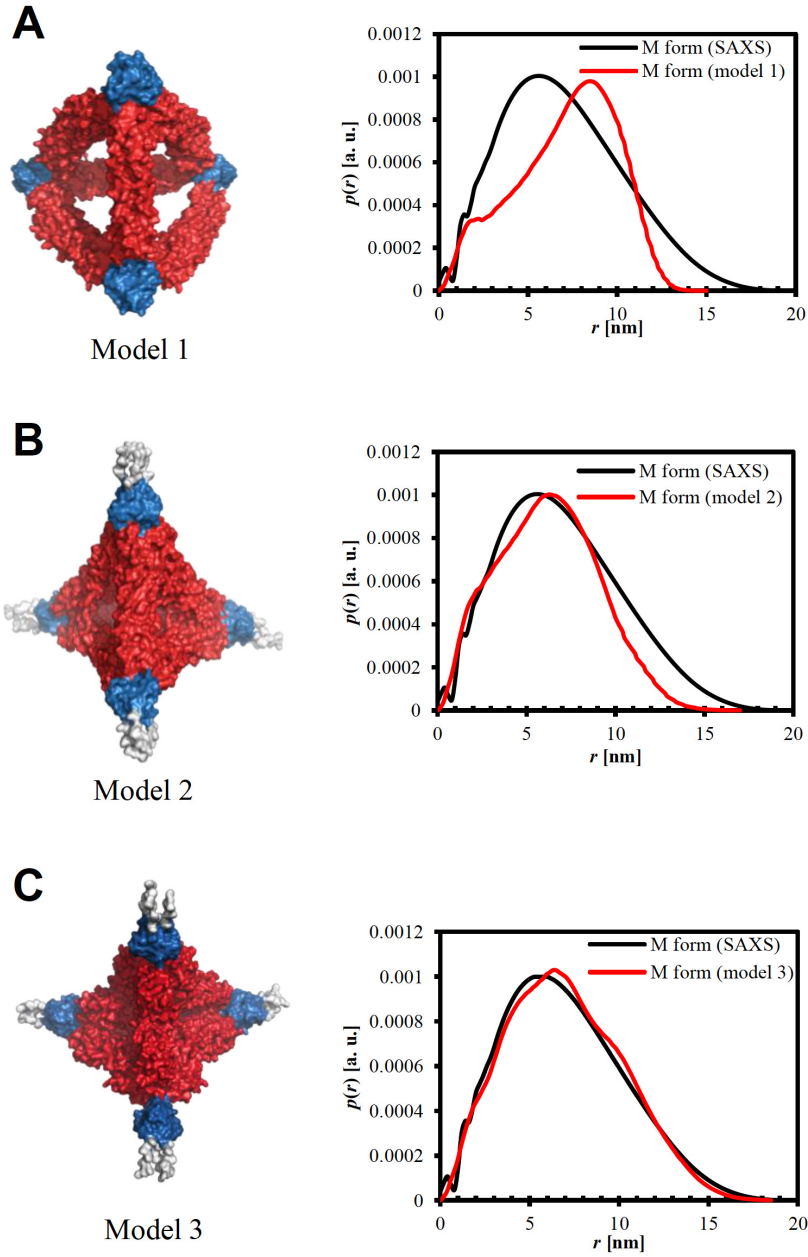 A
Model 1
0.0012
0.001
0.0008
0.0006
0.0004
0.0002
0
p(r) [a. u.]
M form (SAXS)
M form (model 1)
0 5 10 15 20
r [nm]
B
Model 2
0.0012
0.001
0.0008
0.0006
0.0004
0.0002
0
p(r) [a. u.]
M form (SAXS)
M form (model 2)
0 5 10 15 20
r [nm]
C
Model 3
0.0012
0.001
0.0008
0.0006
0.0004
0.0002
0
p(r) [a. u.]
M form (SAXS)
M form (model 3)
0 5 10 15 20
r [nm]